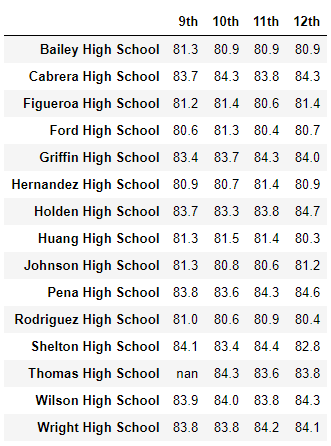 9th 10th 11th 12th
Bailey High School 81.3 80.9 80.9 80.9
Cabrera High School 83.7 84.3 83.8 84.3
Figueroa High School 81.2 81.4 80.6 81.4
Ford High School 80.6 81.3 80.4 80.7
Griffin High School 83.4 83.7 84.3 84.0
Hernandez High School 80.9 80.7 81.4 80.9
Holden High School 83.7 83.3 83.8 84.7
Huang High School 81.3 81.5 81.4 80.3
Johnson High School 81.3 80.8 80.6 81.2
Pena High School 83.8 83.6 84.3 84.6
Rodriguez High School 81.0 80.6 80.9 80.4
Shelton High School 84.1 83.4 84.4 82.8
Thomas High School nan 84.3 83.6 83.8
Wilson High School 83.9 84.0 83.8 84.3
Wright High School 83.8 83.8 84.2 84.1